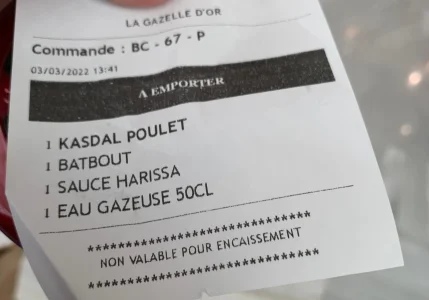 LA GAZELLE D'OR
Commande : BC - 67 - P
03/03/2022 13:41
A EMPORTER
1 KASDAL POULET
1 BATBOUT
1 SAUCE HARISSA
1 EAU GAZEUSE 50CL
******************************
NON VALABLE POUR ENCAISSEMENT
******************************